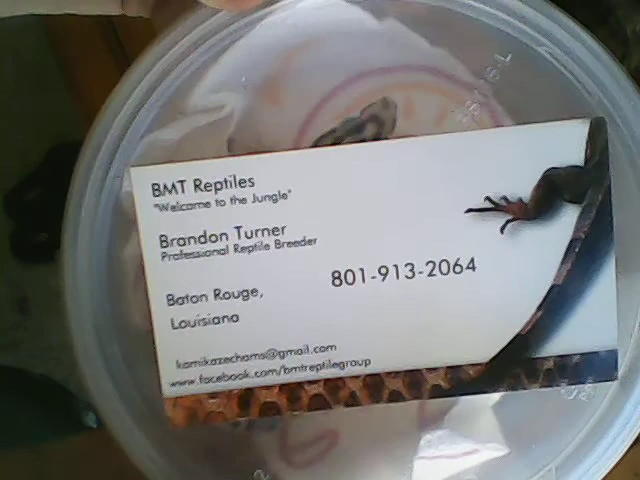 BMT Reptiles
"Welcome to the Jungle"
Brandon Turner
Professional Reptile Breeder
801-913-2064
Baton Rouge,
Louisiana
kamikazechams@gmail.com
www.facebook.com/bmtreptilegroup